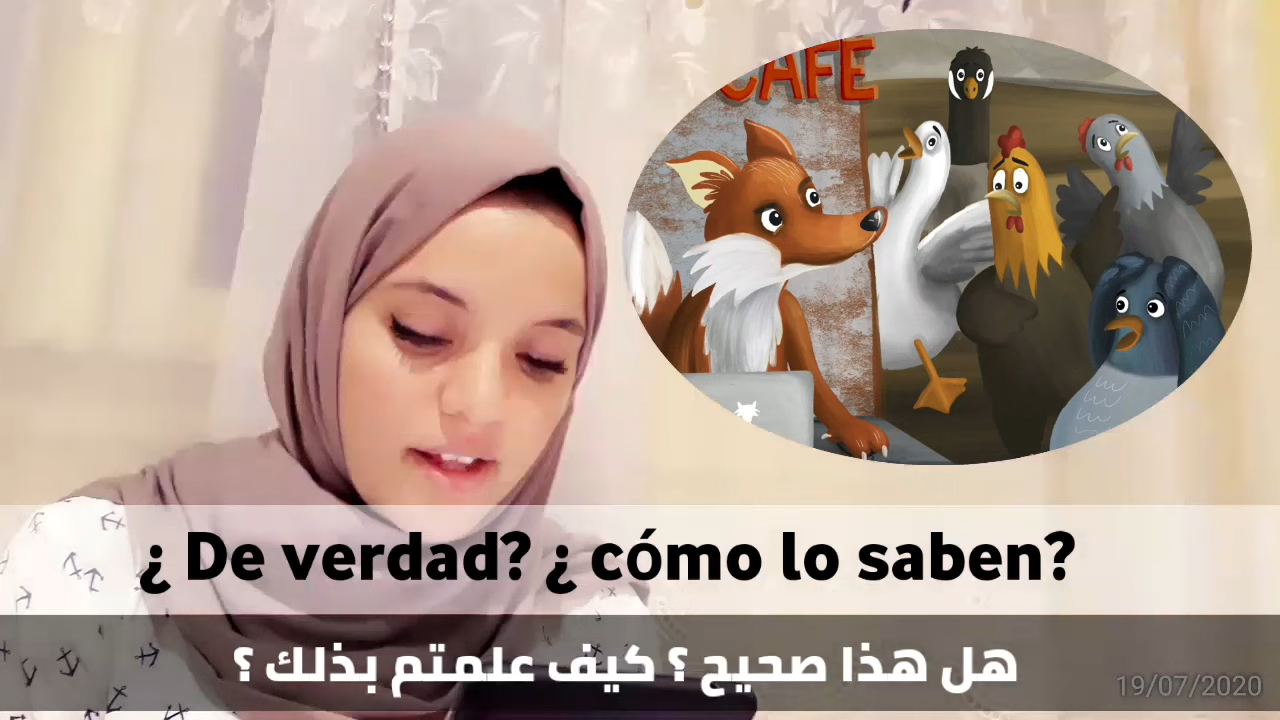 CAFE
¿ De verdad? ¿ cómo lo saben?
هل هذا صحيح ؟ كيف علمتم بذلك ؟
19/07/2020